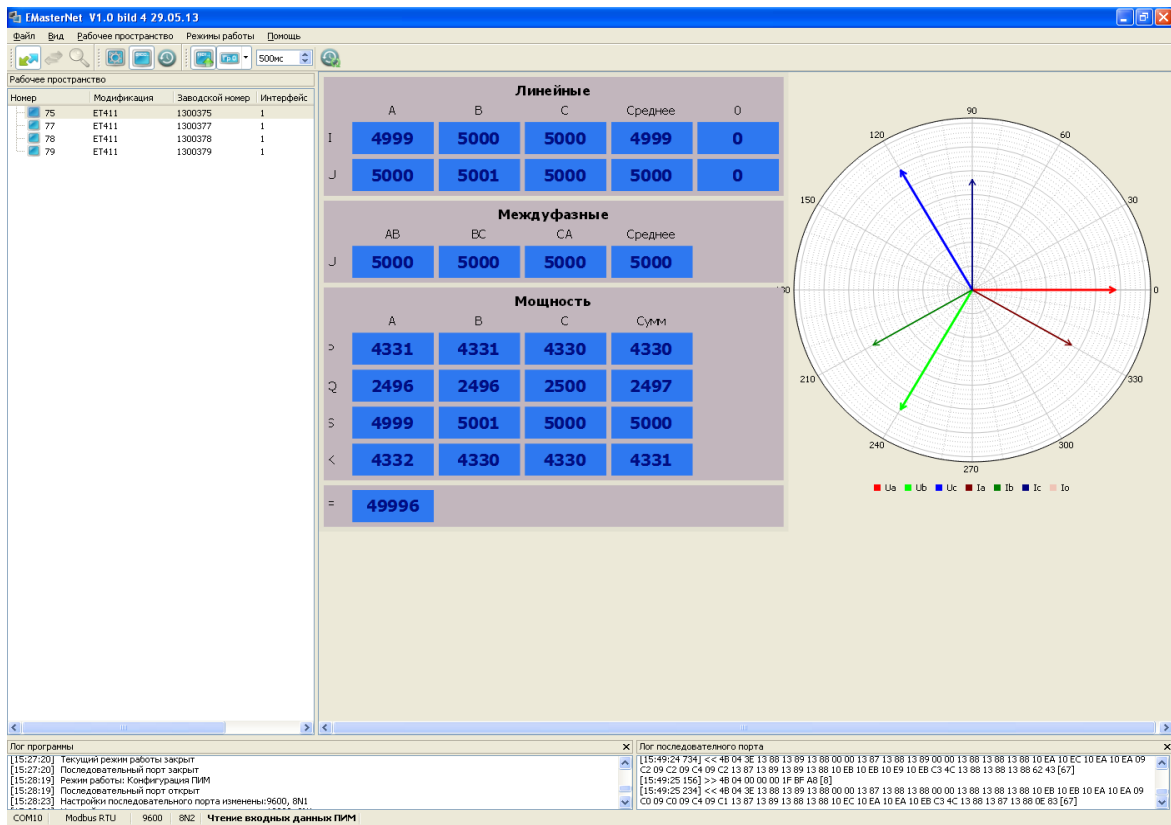 EMasterNet V1.0 bild 4 29.05.13
Файл Вид Рабочее пространство Режимы работы Помощь
500мс
Рабочее пространство
Номер Модификация Заводской номер Интерфейс
75 ET411 1300375 1
77 ET411 1300377 1
78 ET411 1300378 1
79 ET411 1300379 1
Линейные
A B C Среднее 0
I 4999 5000 5000 4999 0
5000 5001 5000 5000 0
Междуфазные
AB BC CA Среднее
5000 5000 5000 5000
Мощность
A B C Сумм
4331 4331 4330 4330
Q 2496 2496 2500 2497
S 4999 5001 5000 5000
4332 4330 4330 4331
49996
90
120 60
150 30
0
210 330
240 300
270
Ua Ub Uc Ia Ib Ic Io
Лог программы
[15:27:20] Текущий режим работы закрыт
[15:27:20] Последовательный порт закрыт
[15:28:19] Режим работы: Конфигурация ПИМ
[15:28:19] Последовательный порт открыт
[15:28:23] Настройки последовательного порта изменены:9600, 8N1
Лог последователного порта
[15:49:24 734] << 4B 04 3E 13 88 13 89 13 88 00 00 13 87 13 88 13 89 00 00 13 88 13 88 13 88 13 88 10 EA 10 EC 10 EA 10 EA 09
C2 09 C2 09 C4 09 C2 13 87 13 89 13 89 13 88 10 EB 10 EB 10 E9 10 EB C3 4C 13 88 13 88 13 88 62 43 [67]
[15:49:25 156] >> 4B 04 00 00 00 1F BF A8 [8]
[15:49:25 234] << 4B 04 3E 13 88 13 89 13 88 00 00 13 87 13 88 13 88 00 00 13 88 13 88 13 88 13 88 10 EB 10 EB 10 EA 10 EA 09
C0 09 C0 09 C4 09 C1 13 87 13 89 13 88 13 88 10 EC 10 EA 10 EA 10 EB C3 4C 13 88 13 87 13 88 0E 83 [67]
COM10 Modbus RTU 9600 8N2 Чтение входных данных ПИМ